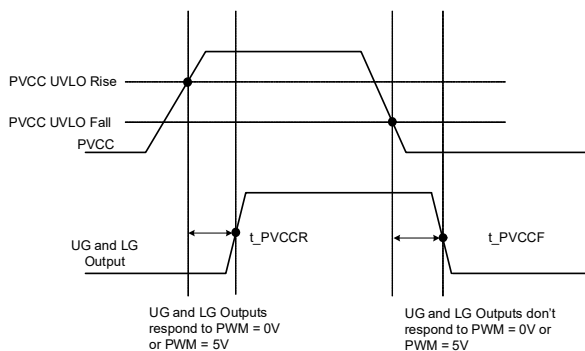 PVCC UVLO Rise
PVCC UVLO Fall
PVCC
t_PVCCR
t_PVCCF
UG and LG
Output
UG and LG Outputs
respond to PWM = 0V
or PWM = 5V
UG and LG Outputs don't
respond to PWM = 0V or
PWM = 5V